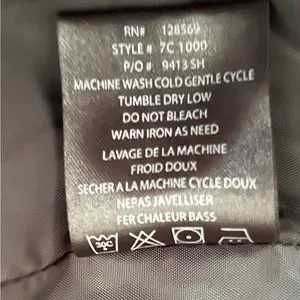 RN# 128569
STYLE # 7C 1000
P/O # 9413 SH
MACHINE WASH COLD GENTLE CYCLE
TUMBLE DRY LOW
DO NOT BLEACH
WARN IRON AS NEED
LAVAGE DE LA MACHINE
FROID DOUX
SECHER A LA MACHINE CYCLE DOUX
NEPAS JAVELLISER
FER CHALEUR BASS
30C